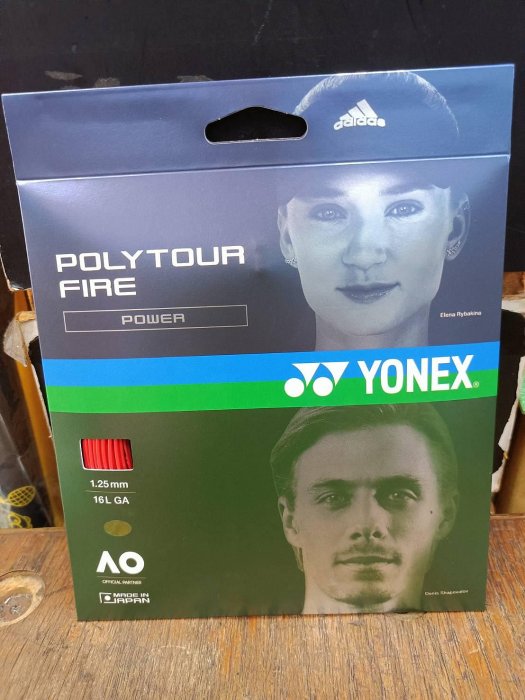 adidas
POLYTOUR
FIRE
POWER
Elena Rybakina
YONEX®
1.25mm
16L GA
AO
OFFICIAL PARTNER
MADE IN
JAPAN
Denis Shapovalov